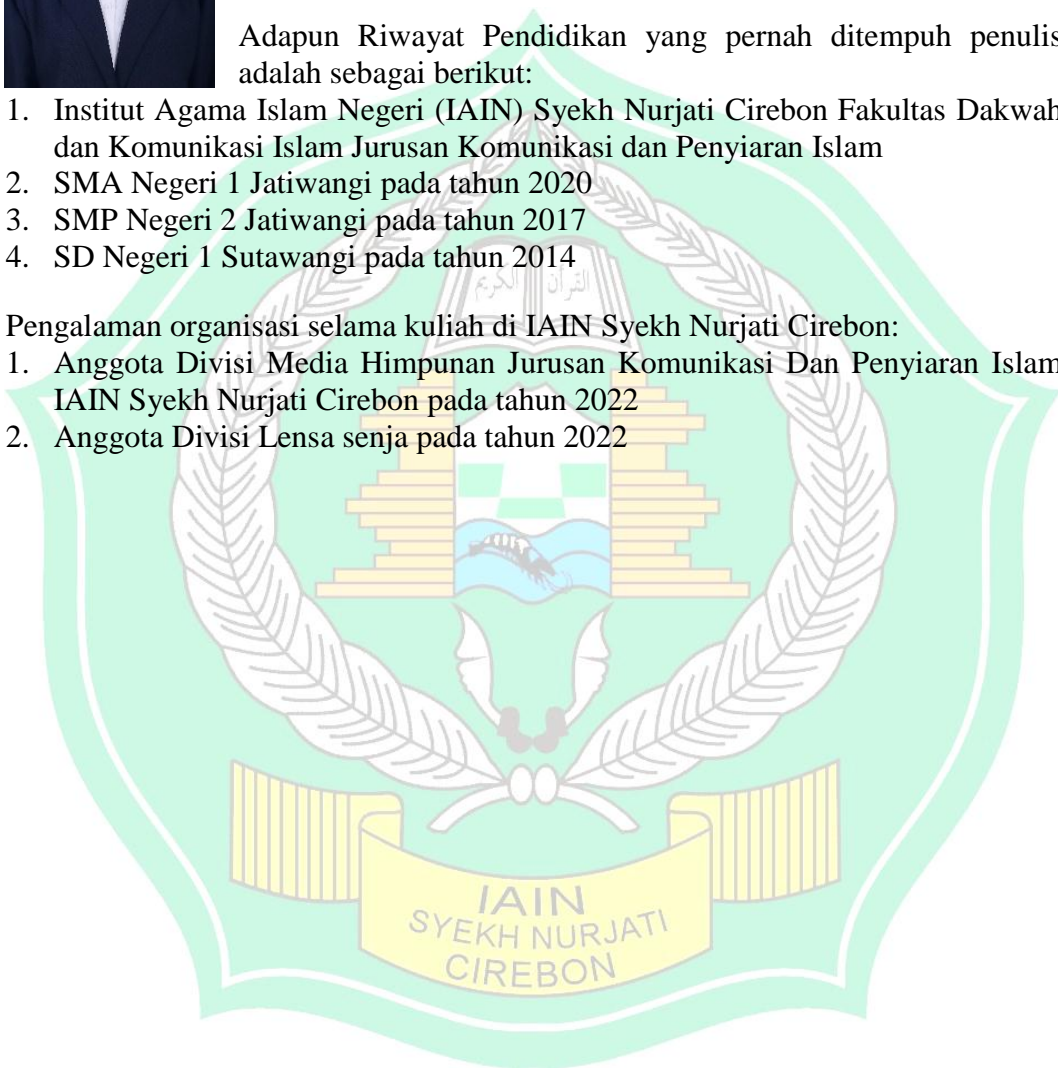 Adapun Riwayat Pendidikan yang pernah ditempuh penulis
adalah sebagai berikut:
1. Institut Agama Islam Negeri (IAIN) Syekh Nurjati Cirebon Fakultas Dakwah
dan Komunikasi Islam Jurusan Komunikasi dan Penyiaran Islam
2. SMA Negeri 1 Jatiwangi pada tahun 2020
3. SMP Negeri 2 Jatiwangi pada tahun 2017
4. SD Negeri 1 Sutawangi pada tahun 2014
القرآن الكريم
Pengalaman organisasi selama kuliah di IAIN Syekh Nurjati Cirebon:
1. Anggota Divisi Media Himpunan Jurusan Komunikasi Dan Penyiaran Islam
IAIN Syekh Nurjati Cirebon pada tahun 2022
2. Anggota Divisi Lensa senja pada tahun 2022
IAIN
SYEKH NURJATI
CIREBON